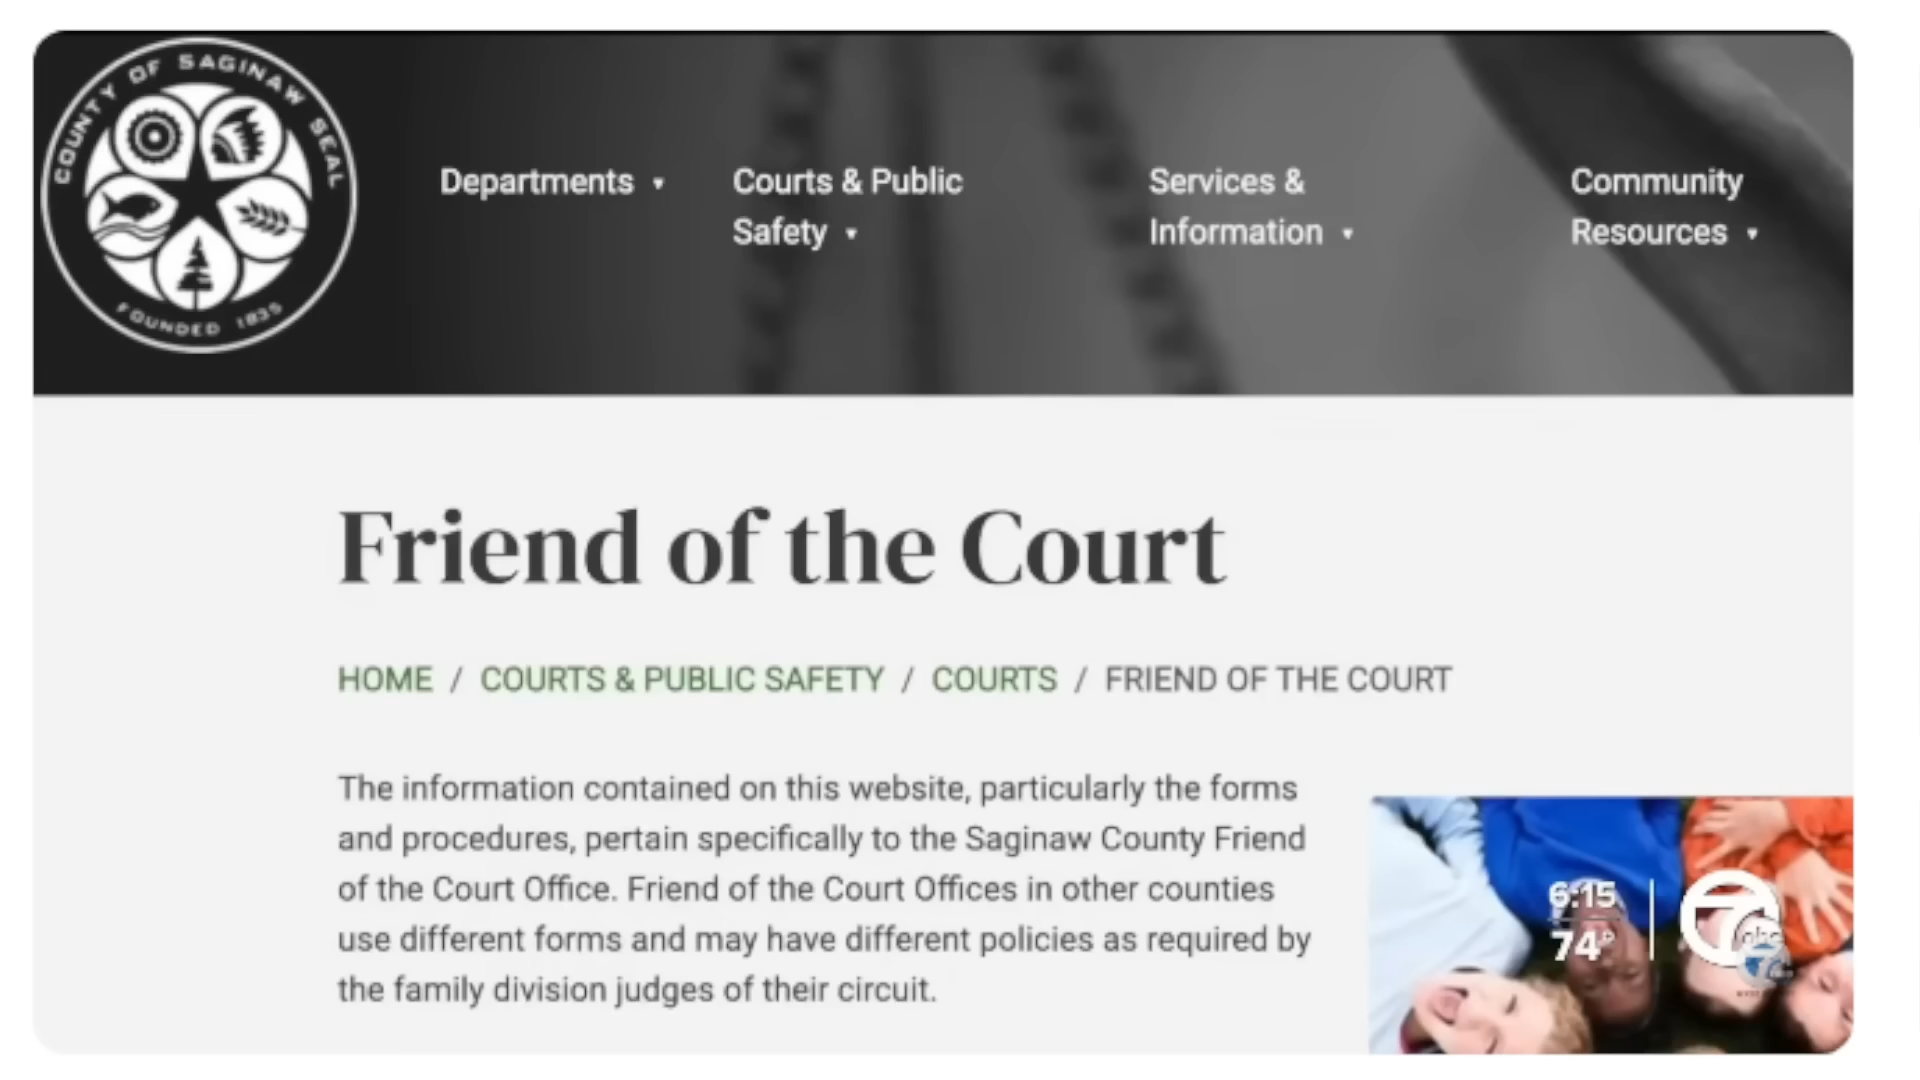 COUNTY OF SAGINAW SEAL
FOUNDED 1835
Departments
Courts & Public
Safety
Services &
Information
Community
Resources
Friend of the Court
HOME / COURTS & PUBLIC SAFETY / COURTS / FRIEND OF THE COURT
The information contained on this website, particularly the forms
and procedures, pertain specifically to the Saginaw County Friend
of the Court Office. Friend of the Court Offices in other counties
use different forms and may have different policies as required by
the family division judges of their circuit.
6:15
74°
7
abc